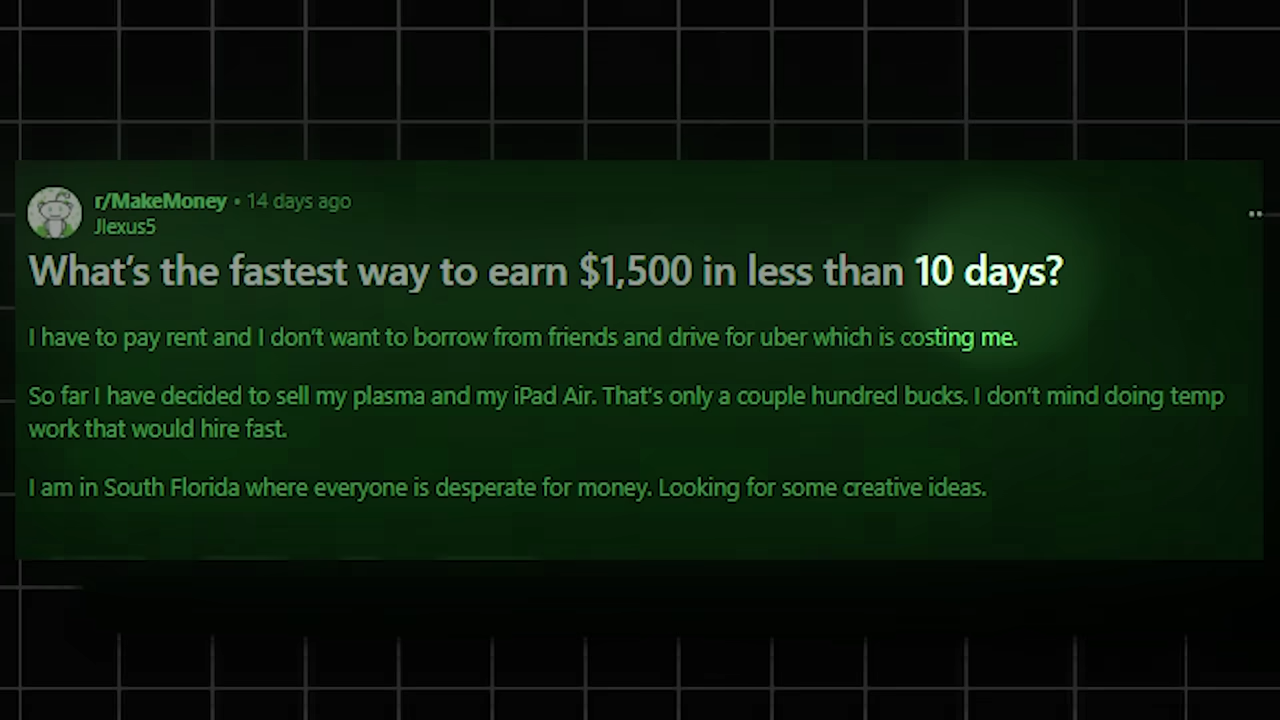 r/MakeMoney • 14 days ago
Jlexus5
What's the fastest way to earn $1,500 in less than 10 days?
I have to pay rent and I don't want to borrow from friends and drive for uber which is costing me.
So far I have decided to sell my plasma and my iPad Air. That's only a couple hundred bucks. I don't mind doing temp
work that would hire fast.
I am in South Florida where everyone is desperate for money. Looking for some creative ideas.